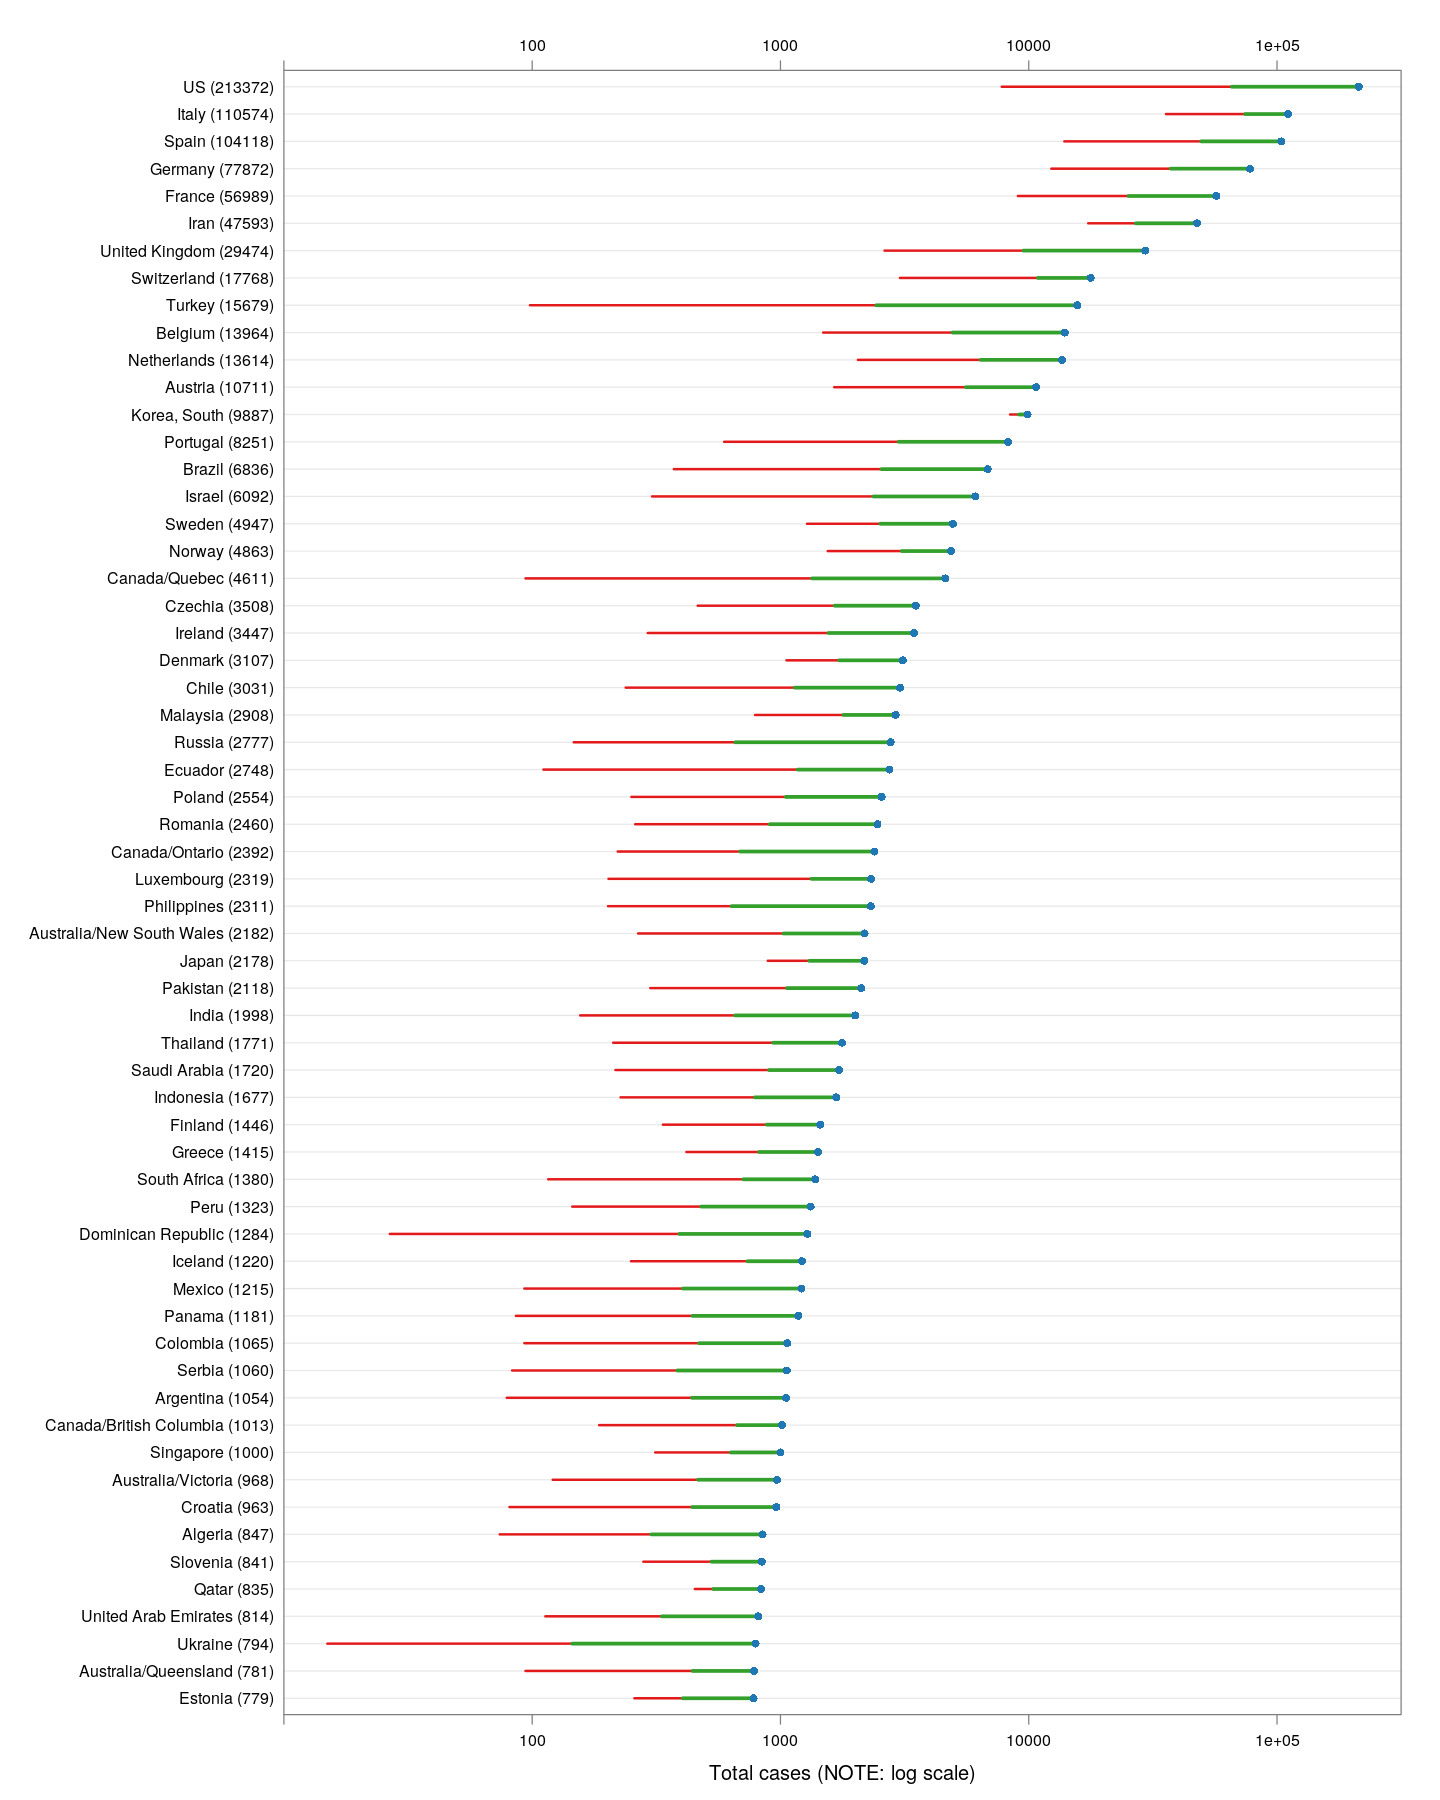 100 1000 10000 1e+05
US (213372)
Italy (110574)
Spain (104118)
Germany (77872)
France (56989)
Iran (47593)
United Kingdom (29474)
Switzerland (17768)
Turkey (15679)
Belgium (13964)
Netherlands (13614)
Austria (10711)
Korea, South (9887)
Portugal (8251)
Brazil (6836)
Israel (6092)
Sweden (4947)
Norway (4863)
Canada/Quebec (4611)
Czechia (3508)
Ireland (3447)
Denmark (3107)
Chile (3031)
Malaysia (2908)
Russia (2777)
Ecuador (2748)
Poland (2554)
Romania (2460)
Canada/Ontario (2392)
Luxembourg (2319)
Philippines (2311)
Australia/New South Wales (2182)
Japan (2178)
Pakistan (2118)
India (1998)
Thailand (1771)
Saudi Arabia (1720)
Indonesia (1677)
Finland (1446)
Greece (1415)
South Africa (1380)
Peru (1323)
Dominican Republic (1284)
Iceland (1220)
Mexico (1215)
Panama (1181)
Colombia (1065)
Serbia (1060)
Argentina (1054)
Canada/British Columbia (1013)
Singapore (1000)
Australia/Victoria (968)
Croatia (963)
Algeria (847)
Slovenia (841)
Qatar (835)
United Arab Emirates (814)
Ukraine (794)
Australia/Queensland (781)
Estonia (779)
100 1000 10000 1e+05
Total cases (NOTE: log scale)